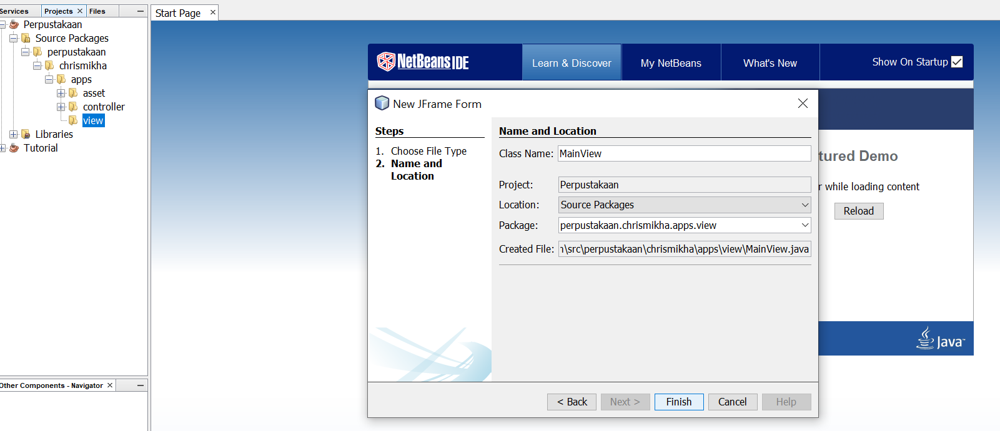 Services Projects Files
Start Page
Perpustakaan
Source Packages
perpustakaan
chrismikha
apps
asset
controller
view
Libraries
Tutorial
NetBeans IDE
Learn & Discover
My NetBeans
What's New
Show On Startup
New JFrame Form
Steps
1. Choose File Type
2. Name and
Location
Name and Location
Class Name: MainView
Project: Perpustakaan
Location: Source Packages
Package: perpustakaan.chrismikha.apps.view
Created File: \src\perpustakaan\chrismikha\apps\view\MainView.java
tured Demo
r while loading content
Reload
Java™
< Back
Next >
Finish
Cancel
Help
Other Components - Navigator